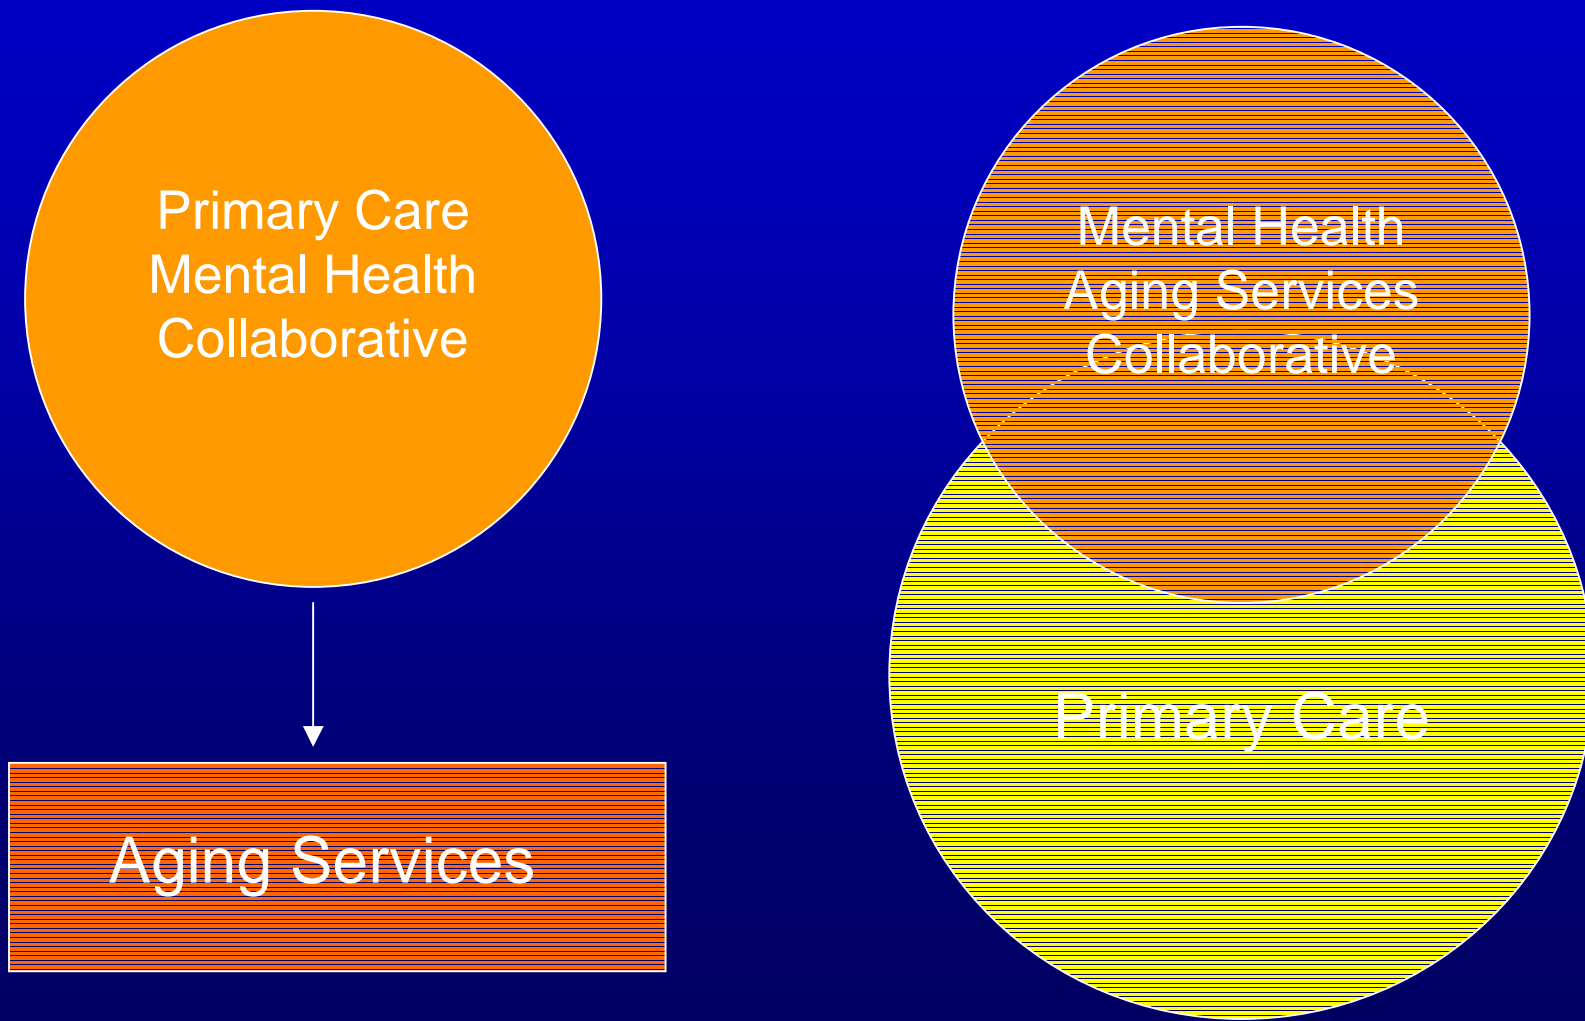 Primary Care
Mental Health
Collaborative
Aging Services
Mental Health
Aging Services
Collaborative
Primary Care